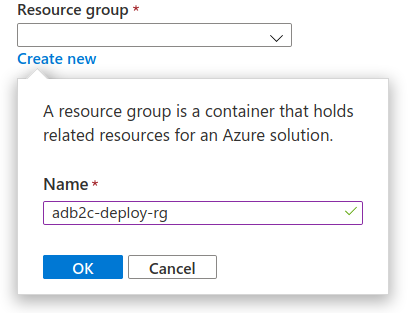 Resource group *
Create new
A resource group is a container that holds
related resources for an Azure solution.
Name *
adb2c-deploy-rg
OK
Cancel